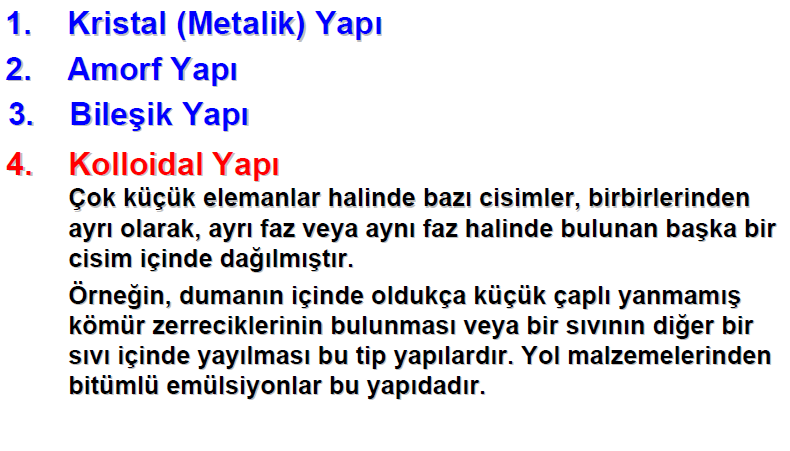 1. Kristal (Metalik) Yapı
2. Amorf Yapı
3. Bileşik Yapı
4. Kolloidal Yapı
Çok küçük elemanlar halinde bazı cisimler, birbirlerinden
ayrı olarak, ayrı faz veya aynı faz halinde bulunan başka bir
cisim içinde dağılmıştır.
Örneğin, dumanın içinde oldukça küçük çaplı yanmamış
kömür zerreciklerinin bulunması veya bir sıvının diğer bir
sıvı içinde yayılması bu tip yapılardır. Yol malzemelerinden
bitümlü emülsiyonlar bu yapıdadır.